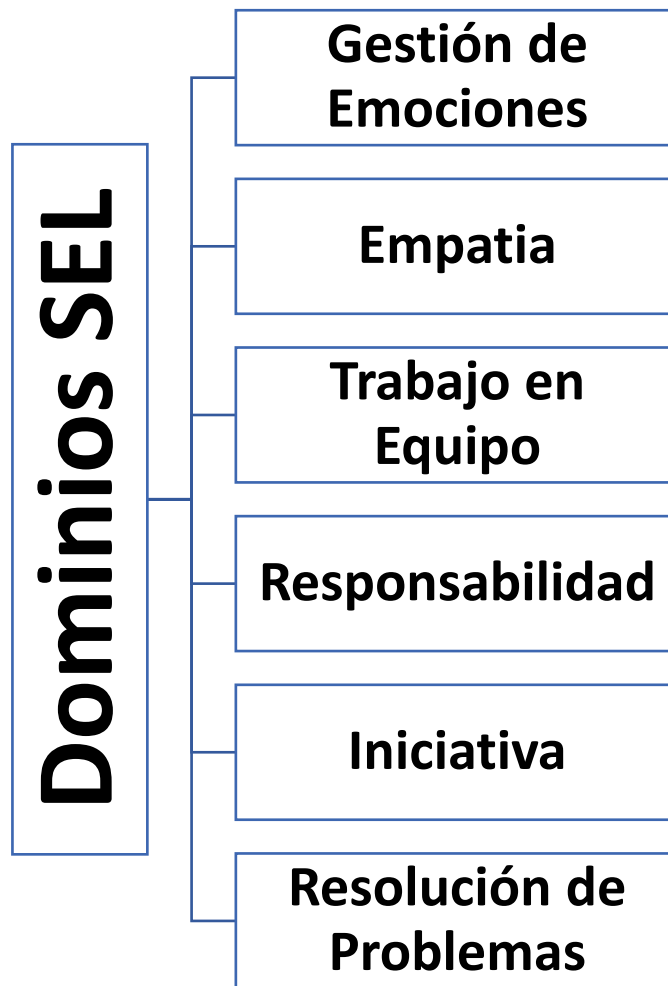 Dominios SEL
Gestión de
Emociones
Empatia
Trabajo en
Equipo
Responsabilidad
Iniciativa
Resolución de
Problemas